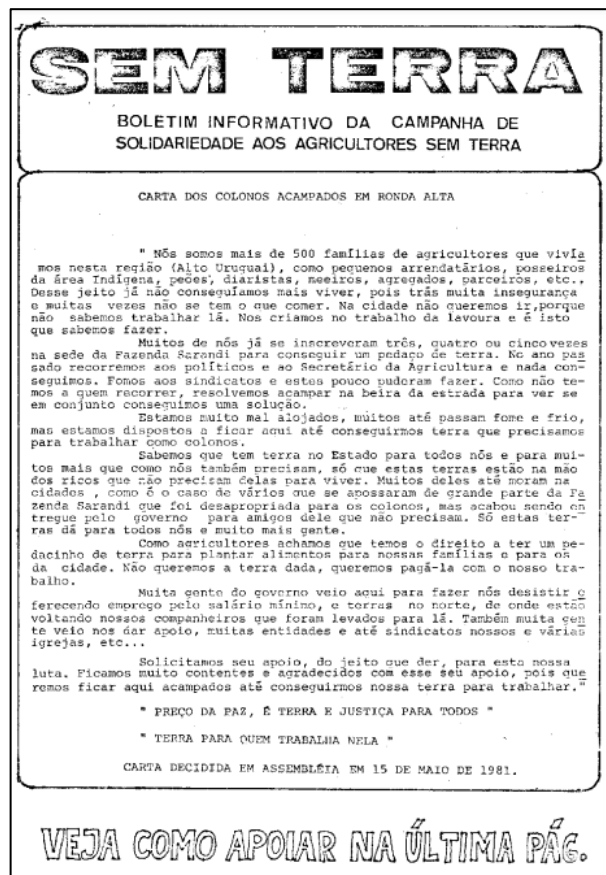 SEM TERRA
BOLETIM INFORMATIVO DA CAMPANHA DE
SOLIDARIEDADE AOS AGRICULTORES SEM TERRA
CARTA DOS COLONOS ACAMPADOS EM RONDA ALTA
" Nós somos mais de 500 famílias de agricultores que vivía
mos nesta região (Alto Uruguai), como pequenos arrendatários, posseiros
da área Indígena, peões, diaristas, meeiros, agregados, parceiros, etc.,
Desse jeito já não conseguíamos mais viver, pois trás muita insegurança
e muitas vezes não se tem o que comer. Na cidade não queremos ir,porque
não sabemos trabalhar lá. Nos criamos no trabalho da lavoura e é isto
que sabemos fazer.
Muitos de nós já se inscreveram três, quatro ou cinco vezes
na sede da Fazenda Sarandi para conseguir um pedaço de terra. No ano pas
sado recorremos aos políticos e ao Secretário da Agricultura e nada con-
seguimos. Fomos aos sindicatos e estes pouco puderam fazer. Como não te-
mos a quem recorrer, resolvemos acampar na beira da estrada para ver se
em conjunto conseguimos uma solução.
Estamos muito mal alojados, muitos até passam fome e frio,
mas estamos dispostos a ficar aqui até conseguirmos terra que precisamos
para trabalhar como colonos.
Sabemos que tem terra no Estado para todos nós e para mui-
tos mais que como nós também precisam, só que estas terras estão na mão
dos ricos que não precisam delas para viver. Muitos deles até moram na
cidades , como é o caso de vários que se apossaram de grande parte da Fa
zenda Sarandi que foi desapropriada para os colonos, mas acabou sendo en
tregue pelo governo para amigos dele que não precisam. Só estas ter-
ras dá para todos nós e muito mais gente.
Como agricultores achamos que temos o direito a ter um pe-
dacinho de terra para plantar alimentos para nossas famílias e para os
da cidade. Não queremos a terra dada, queremos pagá-la com o nosso tra-
balho.
Muita gente do governo veio aqui para fazer nós desistir o
ferecendo emprego pelo salário mínimo, e terras no norte, de onde estão
voltando nossos companheiros que foram levados para lá. Também muita gen
te veio nos dar apoio, muitas entidades e até sindicatos nossos e várias
igrejas, etc...
Solicitamos seu apoio, do jeito que der, para esta nossa
luta. Ficamos muito contentes e agradecidos com esse seu apoio, pois que
remos ficar aqui acampados até conseguirmos nossa terra para trabalhar."
" PREÇO DA PAZ, É TERRA E JUSTIÇA PARA TODOS "
" TERRA PARA QUEM TRABALHA NELA "
CARTA DECIDIDA EM ASSEMBLÉIA EM 15 DE MAIO DE 1981.
VEJA COMO APOIAR NA ÚLTIMA PÁG.